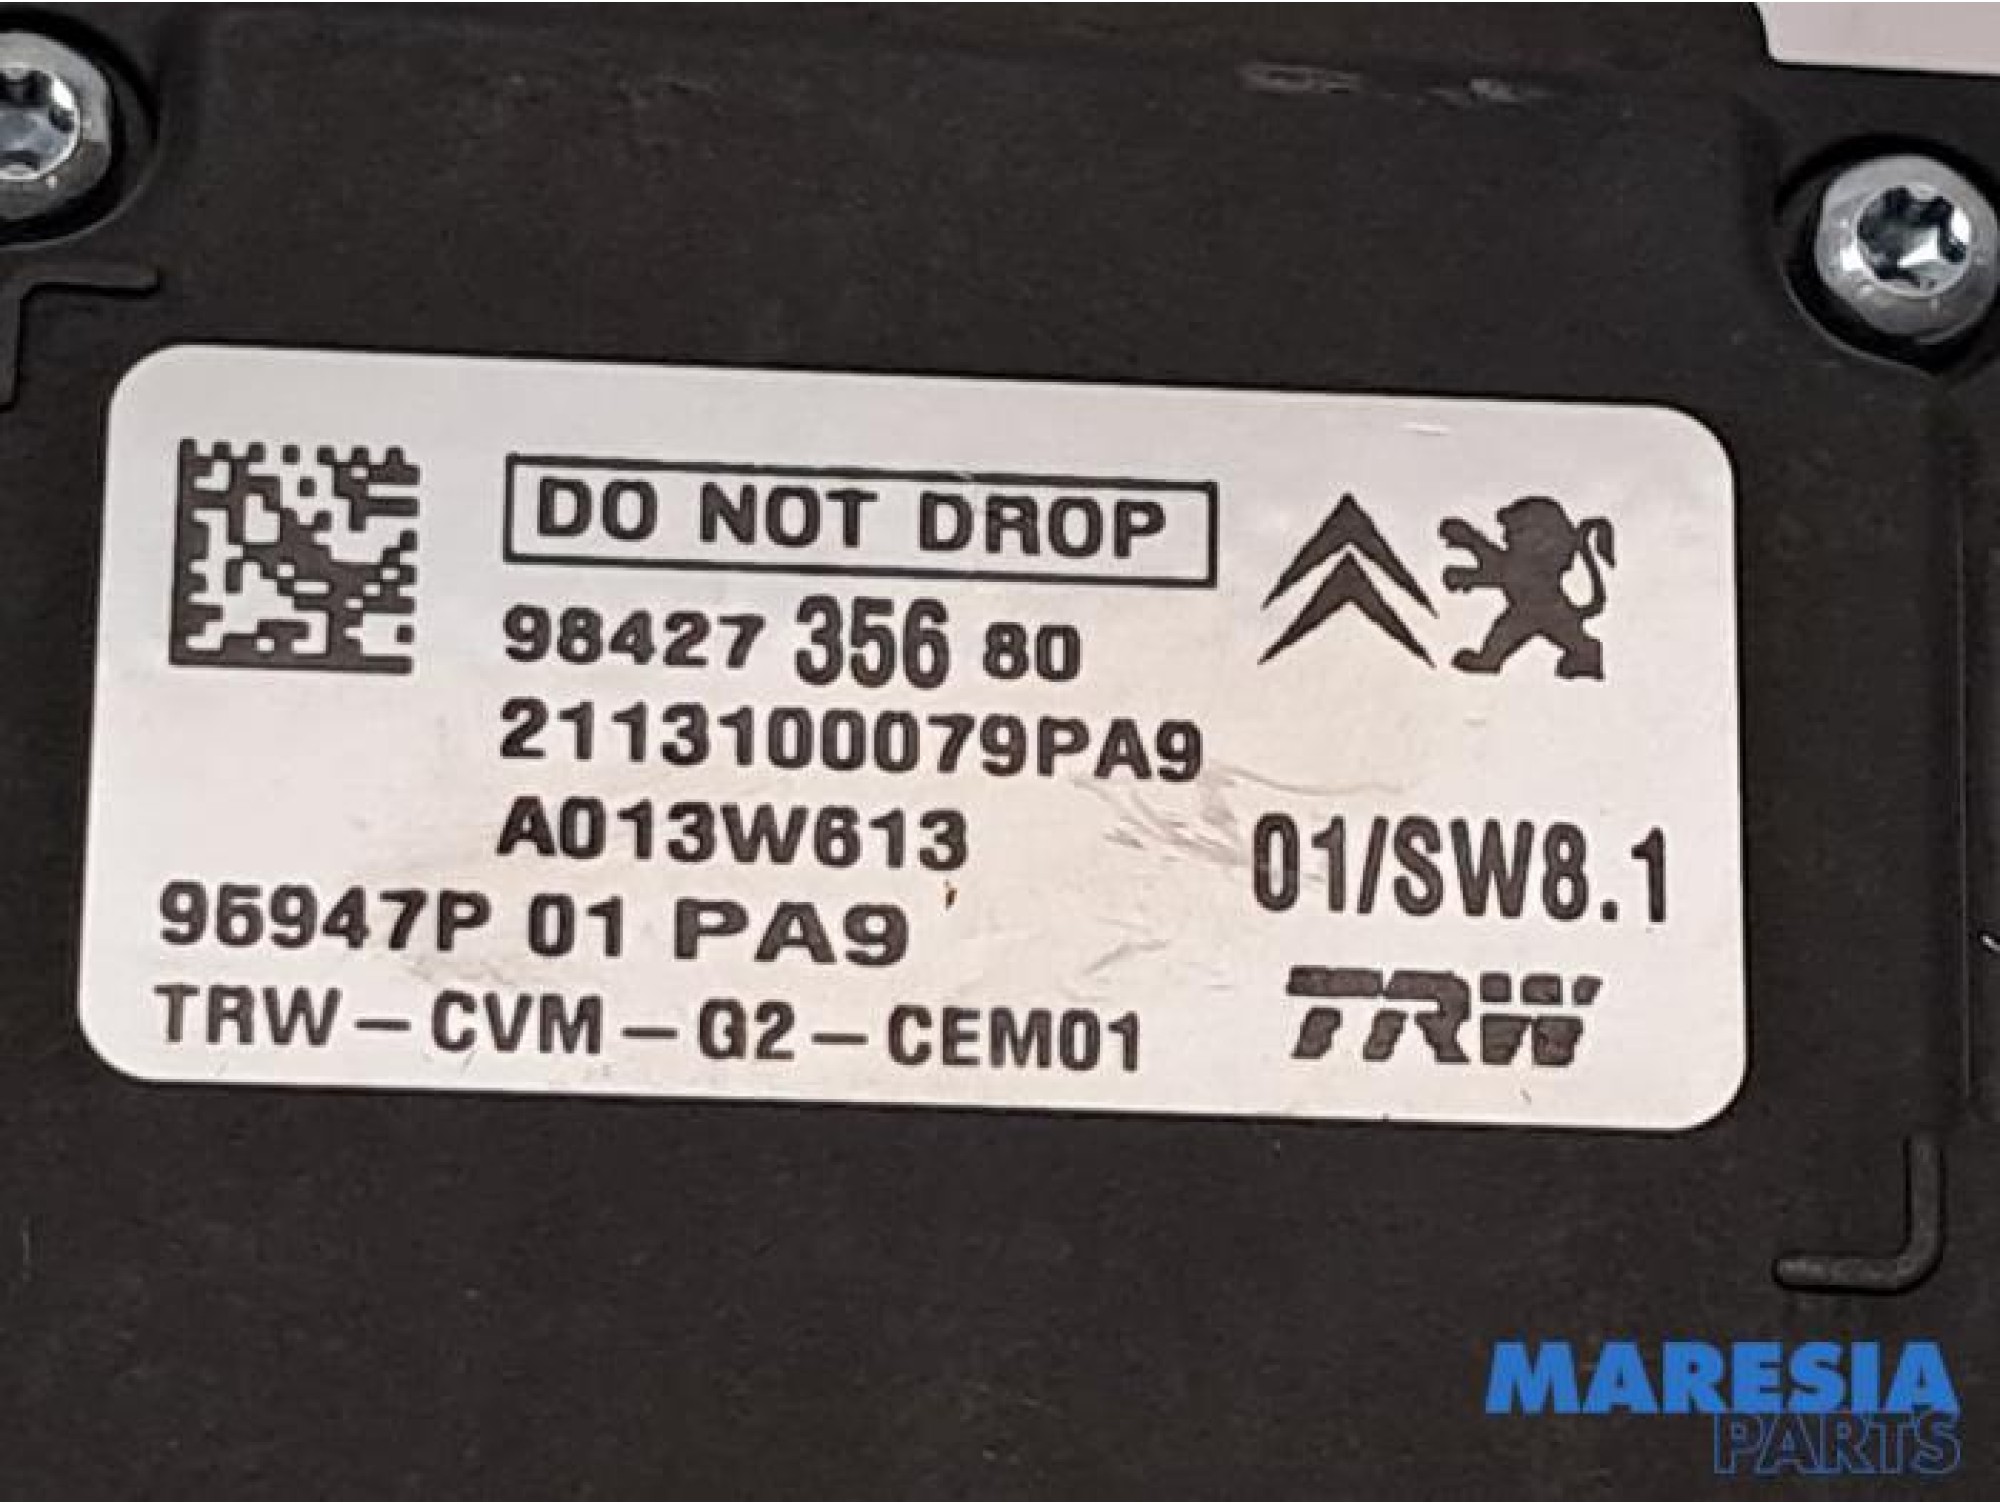 DO NOT DROP
98427 356 80
2113100079PA9
A013W613
01/SW8.1
96947P 01 PA9
TRW-CVM-G2-CEM01
TRW
MARESIA
PARTS